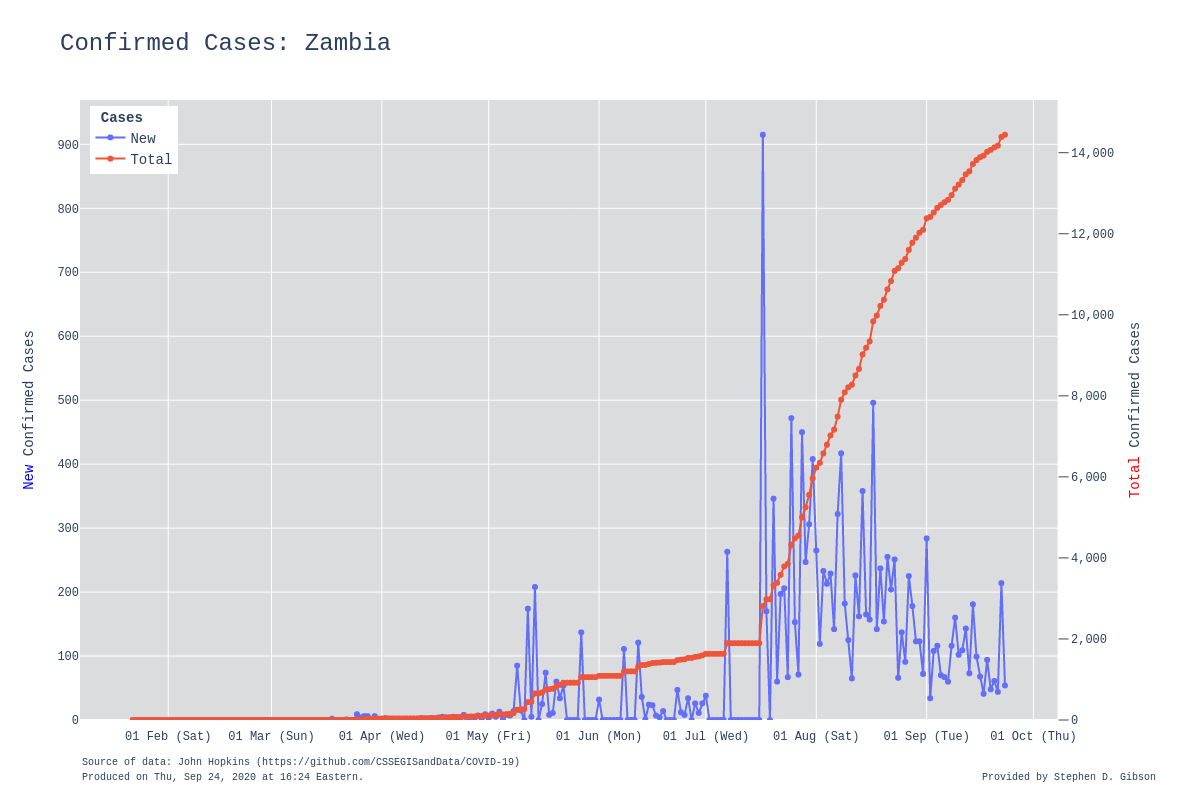 Confirmed Cases: Zambia
Cases
New
Total
900
800
700
600
500
400
300
200
100
0
14,000
12,000
10,000
8,000
6,000
4,000
2,000
0
New Confirmed Cases
Total Confirmed Cases
01 Feb (Sat) 01 Mar (Sun) 01 Apr (Wed) 01 May (Fri) 01 Jun (Mon) 01 Jul (Wed) 01 Aug (Sat) 01 Sep (Tue) 01 Oct (Thu)
Source of data: John Hopkins (https://github.com/CSSEGISandData/COVID-19)
Produced on Thu, Sep 24, 2020 at 16:24 Eastern.
Provided by Stephen D. Gibson